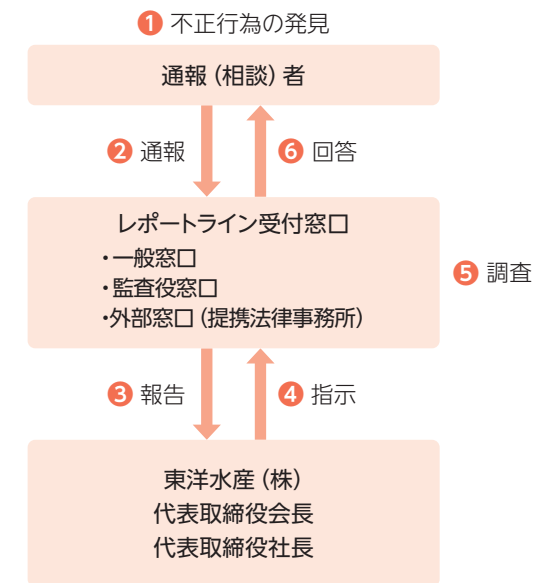 ❶ 不正行為の発見
通報（相談）者
❷ 通報
❻ 回答
レポートライン受付窓口
・一般窓口
・監査役窓口
・外部窓口（提携法律事務所）
❺ 調査
❸ 報告
❹ 指示
東洋水産（株）
代表取締役会長
代表取締役社長